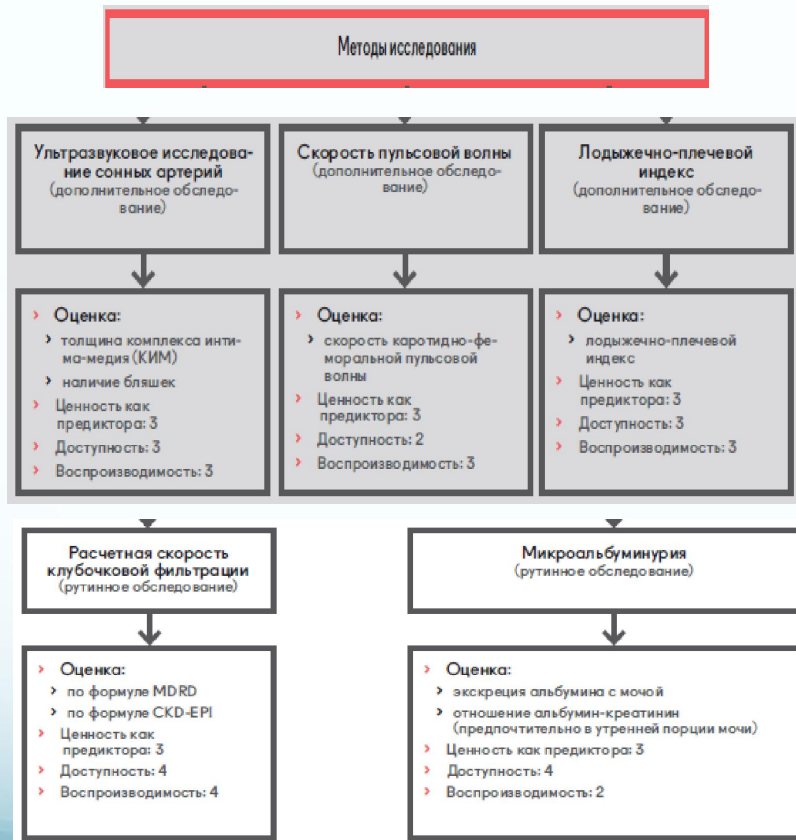 Методы исследования
Ультразвуковое исследова-
ние сонных артерий
(дополнительное обследо-
вание)
Скорость пульсовой волны
(дополнительное обследо-
вание)
Лодыжечно-плечевой
индекс
(дополнительное обследо-
вание)
› Оценка:
› толщина комплекса инти-
ма-медиа (КИМ)
› наличие бляшек
› Ценность как
предиктора: 3
› Доступность: 3
› Воспроизводимость: 3
› Оценка:
› скорость каротидно-фе-
моральной пульсовой
волны
› Ценность как
предиктора: 3
› Доступность: 2
› Воспроизводимость: 3
› Оценка:
› лодыжечно-плечевой
индекс
› Ценность как
предиктора: 3
› Доступность: 3
› Воспроизводимость: 3
Расчетная скорость
клубочковой фильтрации
(рутинное обследование)
Микроальбуминурия
(рутинное обследование)
› Оценка:
› по формуле MDRD
› по формуле CKD-EPI
› Ценность как
предиктора: 3
› Доступность: 4
› Воспроизводимость: 4
› Оценка:
› экскреция альбумина с мочой
› отношение альбумин-креатинин
(предпочтительно в утренней порции мочи)
› Ценность как предиктора: 3
› Доступность: 4
› Воспроизводимость: 2